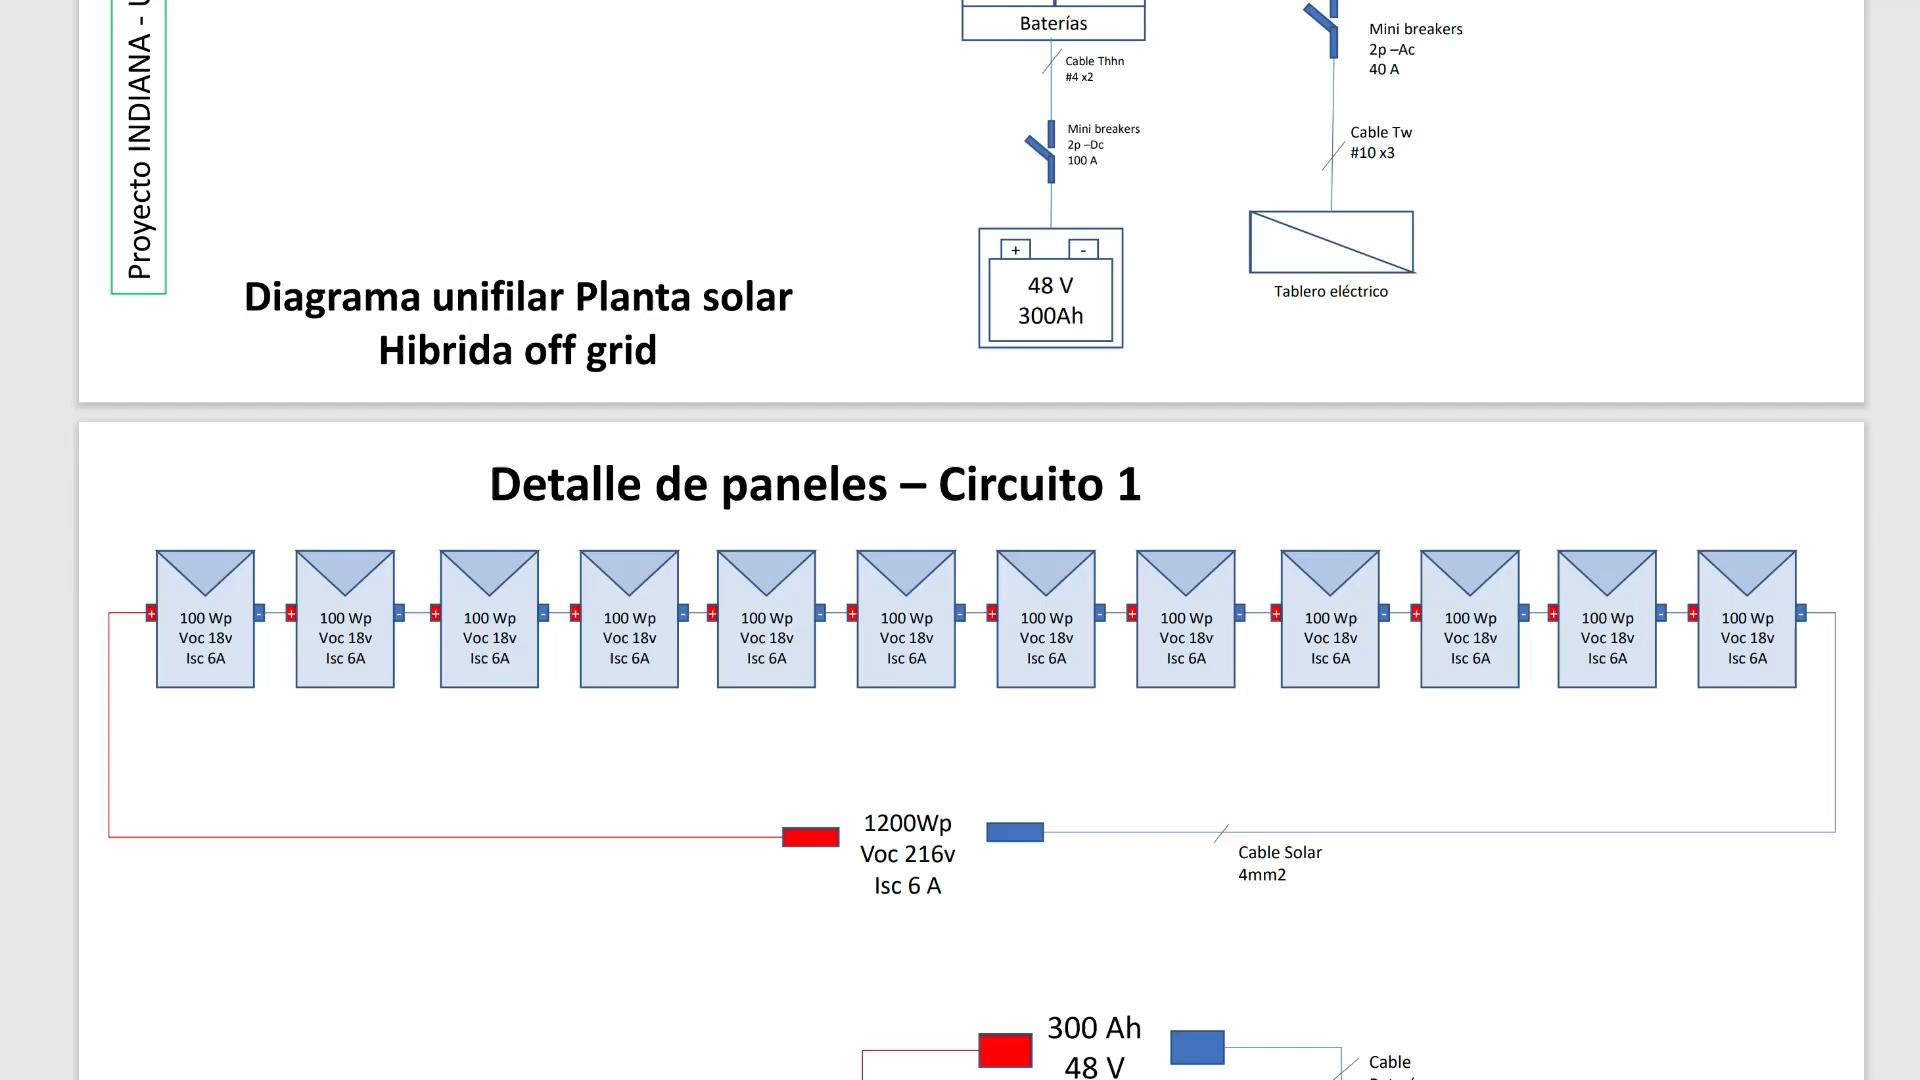 Proyecto INDIANA -
Baterías
Cable Thhn
#4 x2
Mini breakers
2p –Dc
100 A
+
-
48 V
300Ah
Mini breakers
2p –Ac
40 A
Cable Tw
#10 x3
Tablero eléctrico
Diagrama unifilar Planta solar
Hibrida off grid
Detalle de paneles – Circuito 1
+
100 Wp
Voc 18v
Isc 6A
-
+
100 Wp
Voc 18v
Isc 6A
-
+
100 Wp
Voc 18v
Isc 6A
-
+
100 Wp
Voc 18v
Isc 6A
-
+
100 Wp
Voc 18v
Isc 6A
-
+
100 Wp
Voc 18v
Isc 6A
-
+
100 Wp
Voc 18v
Isc 6A
-
+
100 Wp
Voc 18v
Isc 6A
-
+
100 Wp
Voc 18v
Isc 6A
-
+
100 Wp
Voc 18v
Isc 6A
-
+
100 Wp
Voc 18v
Isc 6A
-
+
100 Wp
Voc 18v
Isc 6A
-
1200Wp
Voc 216v
Isc 6 A
Cable Solar
4mm2
300 Ah
48 V
Cable